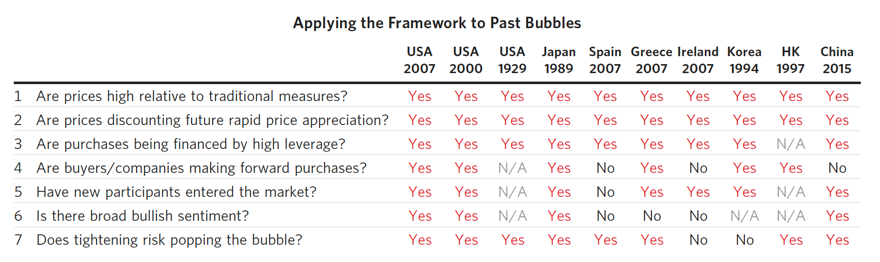 Applying the Framework to Past Bubbles
USA USA USA Japan Spain Greece Ireland Korea HK China
2007 2000 1929 1989 2007 2007 2007 1994 1997 2015
1 Are prices high relative to traditional measures? Yes Yes Yes Yes Yes Yes Yes Yes Yes Yes
2 Are prices discounting future rapid price appreciation? Yes Yes Yes Yes Yes Yes Yes Yes Yes Yes
3 Are purchases being financed by high leverage? Yes Yes Yes Yes Yes Yes Yes Yes N/A Yes
4 Are buyers/companies making forward purchases? Yes Yes N/A Yes No Yes No Yes Yes No
5 Have new participants entered the market? Yes Yes N/A Yes No Yes Yes Yes N/A Yes
6 Is there broad bullish sentiment? Yes Yes N/A Yes No No No N/A N/A Yes
7 Does tightening risk popping the bubble? Yes Yes Yes Yes Yes Yes No No Yes Yes